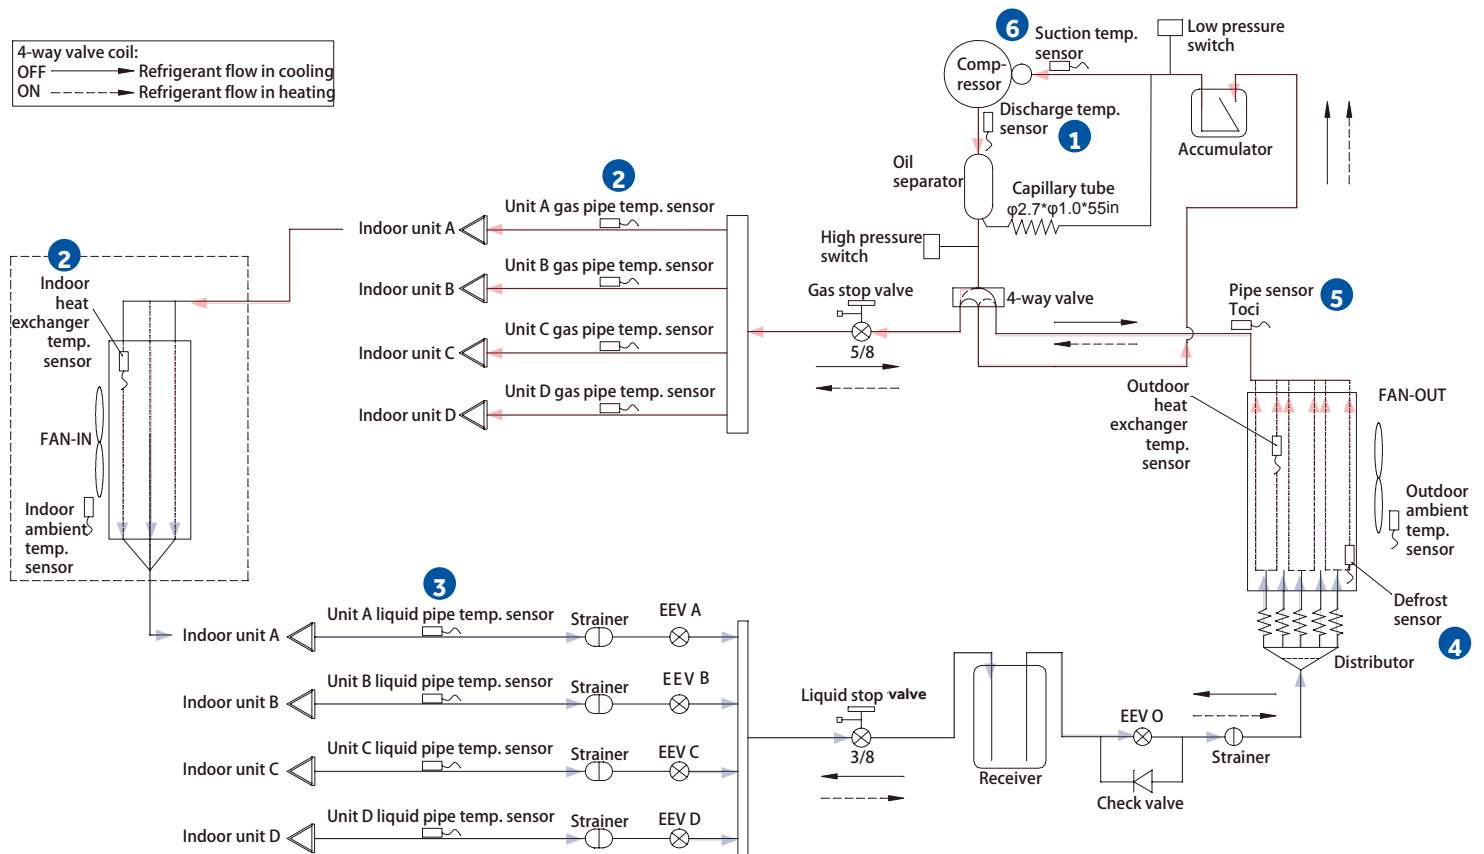 4-way valve coil:
OFF Refrigerant flow in cooling
ON Refrigerant flow in heating
6
Suction temp.
sensor
Low pressure
switch
Comp-
ressor
Discharge temp.
sensor
1
Accumulator
Oil
separator
Capillary tube
φ2.7*φ1.0*55in
High pressure
switch
2
Unit A gas pipe temp. sensor
Indoor unit A
Unit B gas pipe temp. sensor
Indoor unit B
Unit C gas pipe temp. sensor
Indoor unit C
Unit D gas pipe temp. sensor
Indoor unit D
Gas stop valve
5/8
4-way valve
Pipe sensor
Toci
5
2
Indoor
heat
exchanger
temp.
sensor
FAN-IN
Indoor
ambient
temp.
sensor
Outdoor
heat
exchanger
temp.
sensor
FAN-OUT
Outdoor
ambient
temp.
sensor
Defrost
sensor
4
Distributor
3
Unit A liquid pipe temp. sensor
Strainer
EEV A
Indoor unit A
Unit B liquid pipe temp. sensor
Strainer
EEV B
Indoor unit B
Unit C liquid pipe temp. sensor
Strainer
EEV C
Indoor unit C
Unit D liquid pipe temp. sensor
Strainer
EEV D
Indoor unit D
Liquid stop valve
3/8
Receiver
EEV O
Check valve
Strainer